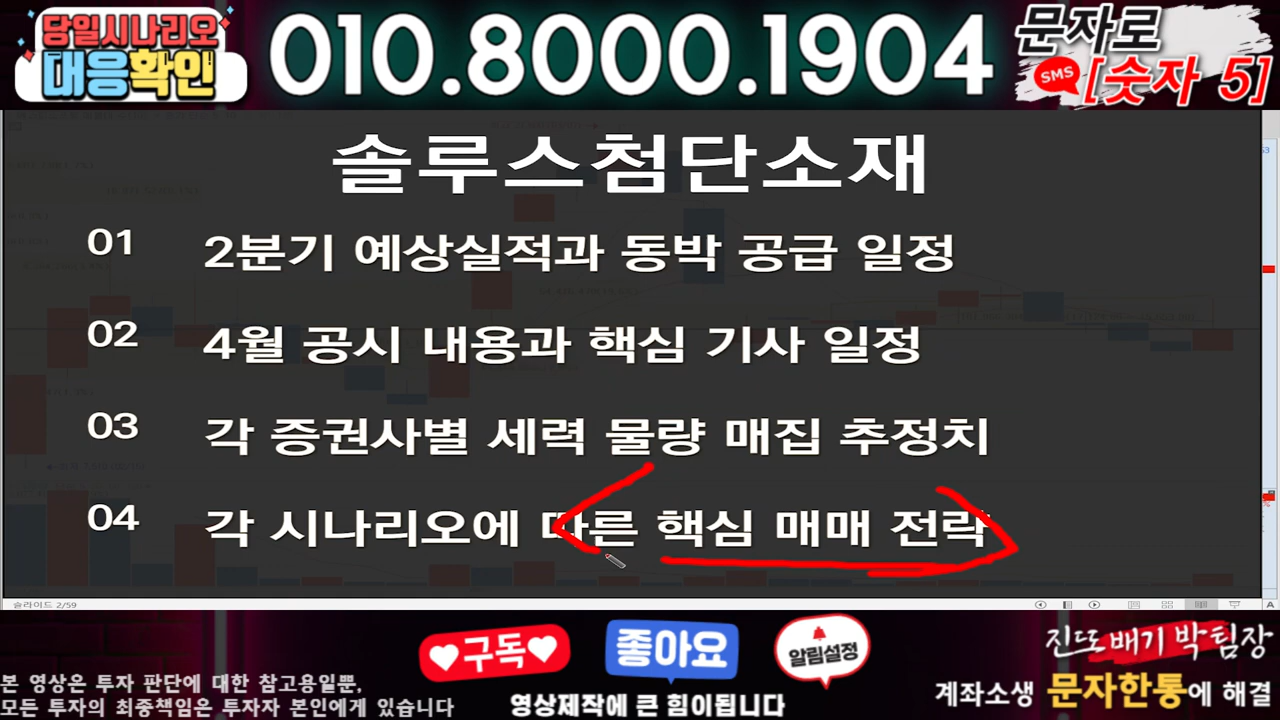 당일시나리오
대응확인
010.8000.1904
문자로
SMS
[숫자 5]
솔루스첨단소재
01 2분기 예상실적과 동박 공급 일정
02 4월 공시 내용과 핵심 기사 일정
03 각 증권사별 세력 물량 매집 추정치
04 각 시나리오에 따른 핵심 매매 전략
슬라이드 2/59
구독
좋아요
알림설정
영상제작에 큰 힘이됩니다
본 영상은 투자 판단에 대한 참고용일뿐,
모든 투자의 최종책임은 투자자 본인에게 있습니다
진또배기 박팀장
계좌소생 문자한통에 해결